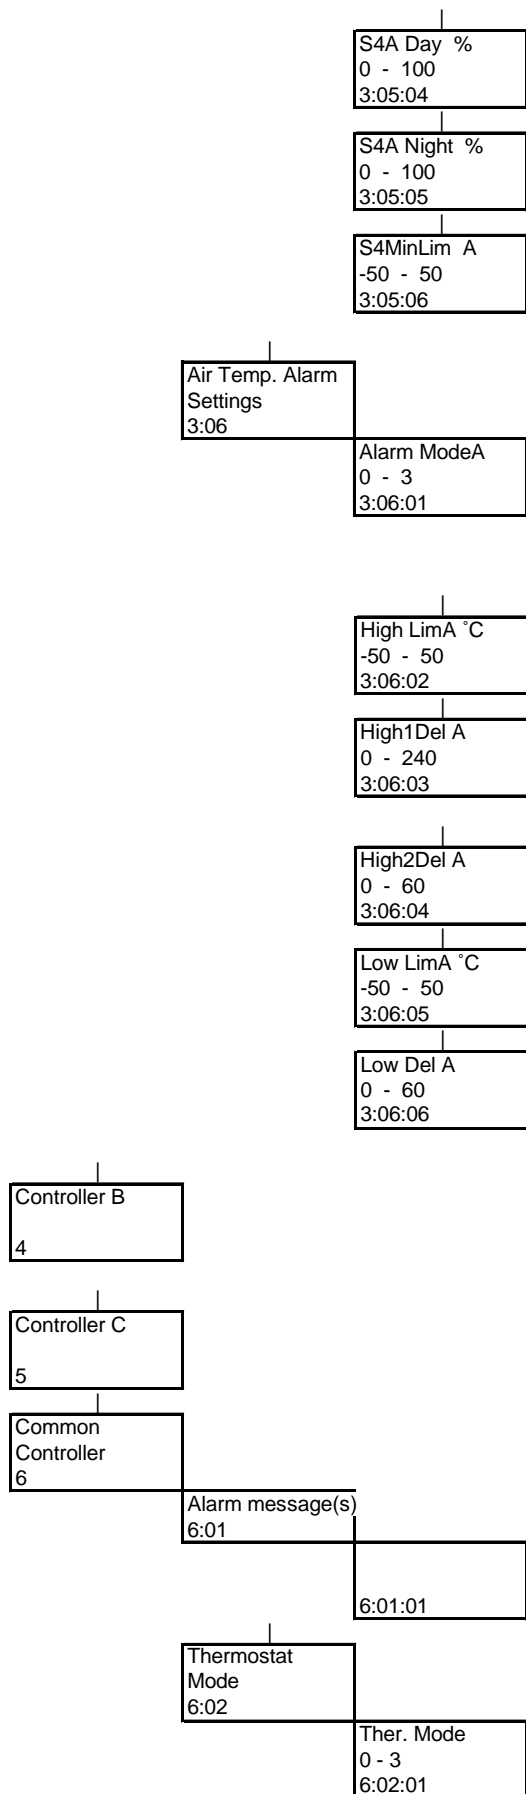 S4A Day  %
0  -  100
3:05:04
S4A Night  %
0  -  100
3:05:05
S4MinLim  A
-50  -  50
3:05:06
Air Temp. Alarm
Settings
3:06
Alarm ModeA
0  -  3
3:06:01
High LimA ˚C
-50  -  50
3:06:02
High1Del A
0  -  240
3:06:03
High2Del A
0  -  60
3:06:04
Low LimA ˚C
-50  -  50
3:06:05
Low Del A
0  -  60
3:06:06
Controller B
4
Controller C
5
Common
Controller
6
Alarm message(s)
6:01
6:01:01
Thermostat
Mode
6:02
Ther. Mode
0 - 3
6:02:01